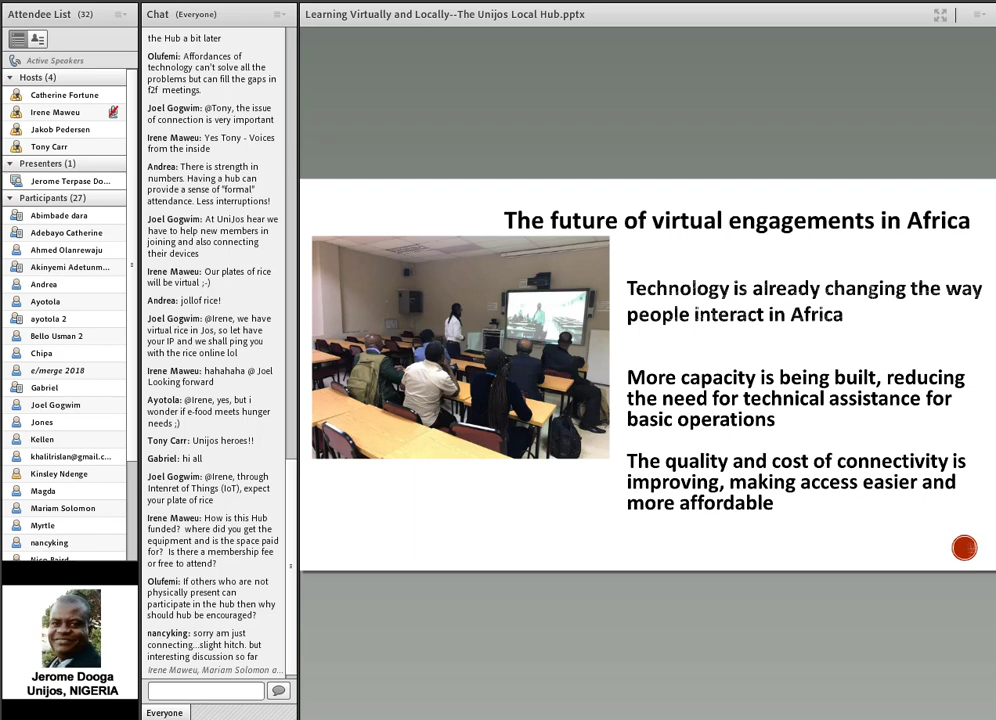 Attendee List (32)
Active Speakers
Hosts (4)
Catherine Fortune
Irene Maweu
Jakob Pedersen
Tony Carr
Presenters (1)
Jerome Terpase Do...
Participants (27)
Abimbade dara
Adebayo Catherine
Ahmed Olanrewaju
Akinyemi Adetunm...
Andrea
Ayotola
ayotola 2
Bello Usman 2
Chipa
e/merge 2018
Gabriel
Joel Gogwim
Jones
Kellen
khalilrislan@gmail.c...
Kinsley Ndenge
Magda
Mariam Solomon
Myrtle
nancyking
Jerome Dooga
Unijos, NIGERIA
Chat (Everyone)
the Hub a bit later
Olufemi: Affordances of
technology can't solve all the
problems but can fill the gaps in
f2f meetings.
Joel Gogwim: @Tony, the issue
of connection is very important
Irene Maweu: Yes Tony - Voices
from the inside
Andrea: There is strength in
numbers. Having a hub can
provide a sense of "formal"
attendance. Less interruptions!
Joel Gogwim: At UniJos hear we
have to help new members in
joining and also connecting
their devices
Irene Maweu: Our plates of rice
will be virtual ;-)
Andrea: jollof rice!
Joel Gogwim: @Irene, we have
virtual rice in Jos, so let have
your IP and we shall ping you
with the rice online lol
Irene Maweu: hahahaha @ Joel
Looking forward
Ayotola: @Irene, yes, but i
wonder if e-food meets hunger
needs ;)
Tony Carr: Unijos heroes!!
Gabriel: hi all
Joel Gogwim: @Irene, through
Intenret of Things (IoT), expect
your plate of rice
Irene Maweu: How is this Hub
funded? where did you get the
equipment and is the space paid
for? Is there a membership fee
or free to attend?
Olufemi: If others who are not
physically present can
participate in the hub then why
should hub be encouraged?
nancyking: sorry am just
connecting...slight hitch. but
interesting discussion so far
Irene Maweu, Mariam Solomon a...
Everyone
Learning Virtually and Locally--The Unijos Local Hub.pptx
The future of virtual engagements in Africa
Technology is already changing the way
people interact in Africa
More capacity is being built, reducing
the need for technical assistance for
basic operations
The quality and cost of connectivity is
improving, making access easier and
more affordable